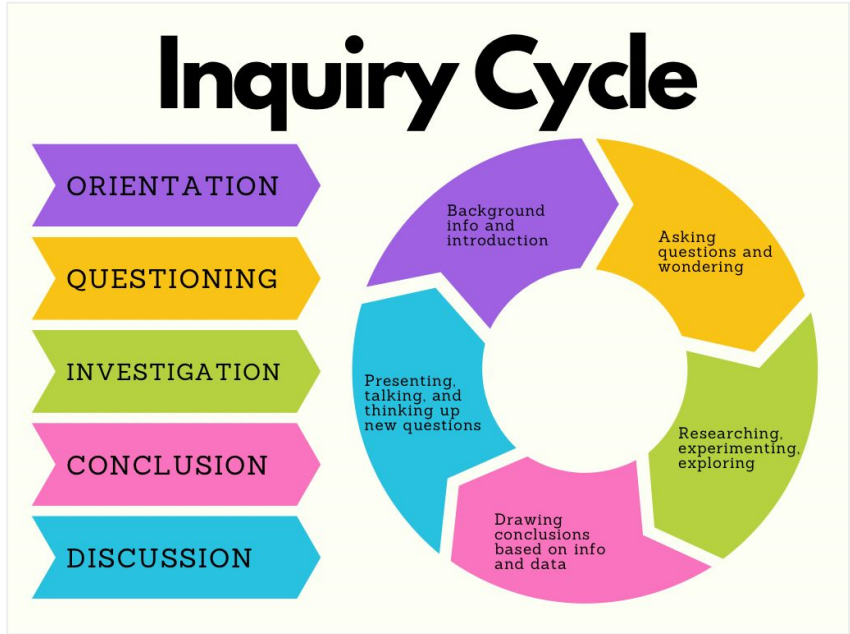 Inquiry Cycle
ORIENTATION
QUESTIONING
INVESTIGATION
CONCLUSION
DISCUSSION
Background
info and
introduction
Asking
questions and
wondering
Researching,
experimenting,
exploring
Drawing
conclusions
based on info
and data
Presenting,
talking, and
thinking up
new questions